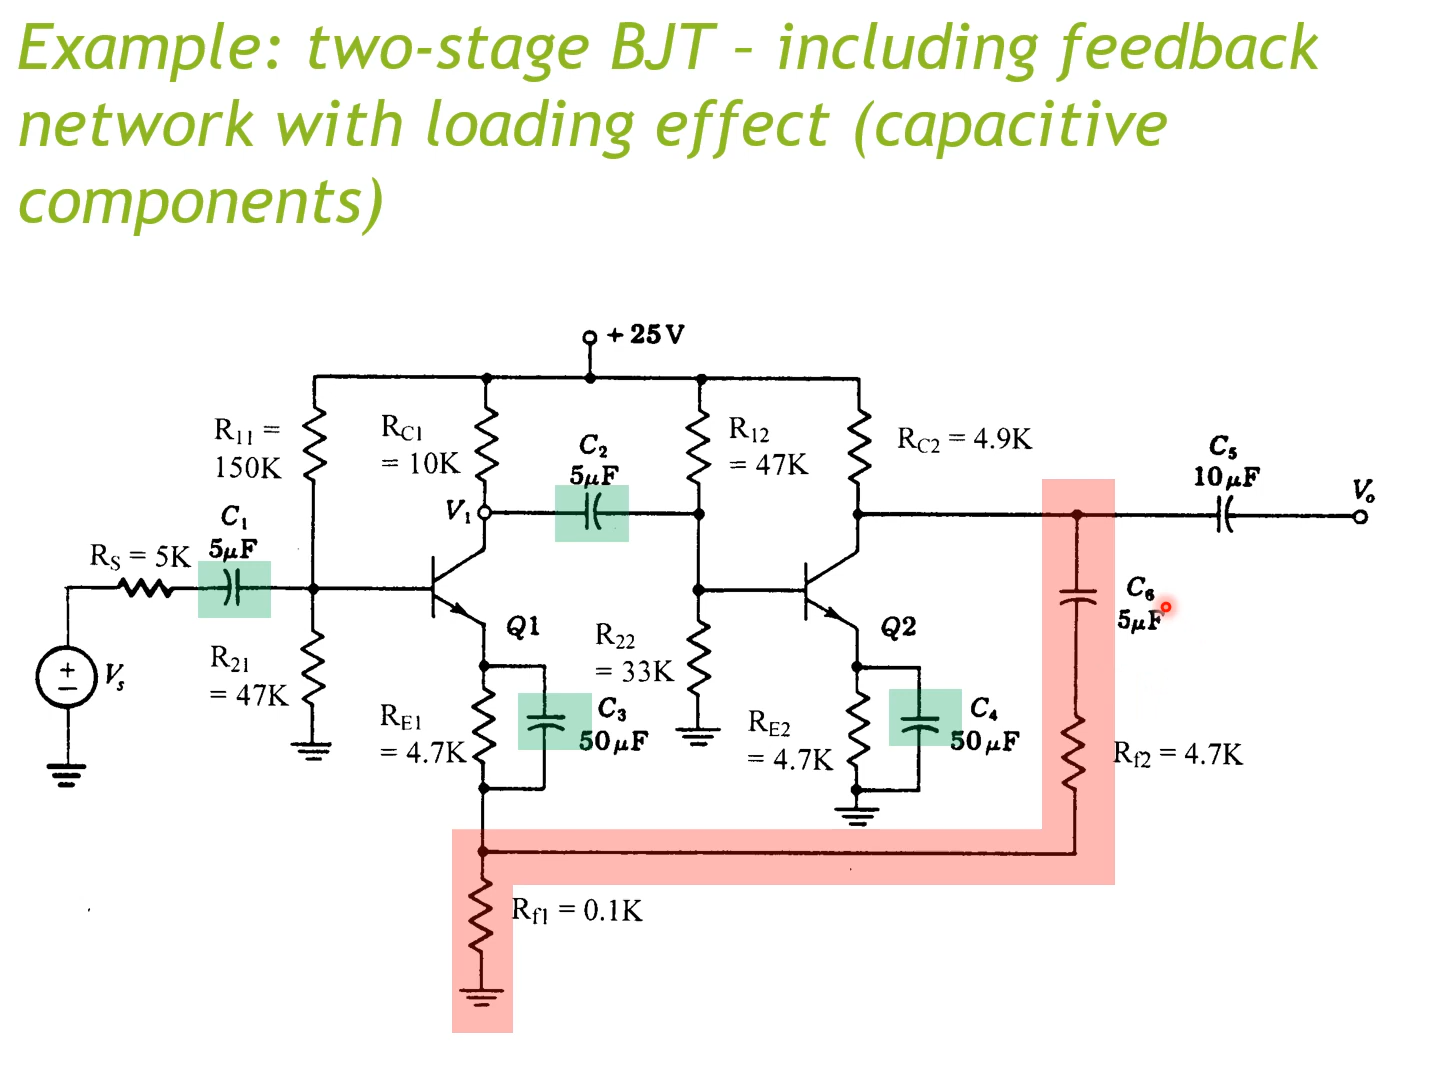 Example: two-stage BJT – including feedback
network with loading effect (capacitive
components)
+25V
R11 =
150K
RC1
= 10K
C2
5μF
R12
= 47K
RC2 = 4.9K
C5
10μF
Vo
V1
C1
5μF
RS = 5K
C6
5μF
Q1
Q2
R22
= 33K
R21
= 47K
+
−
Vs
RE1
= 4.7K
C3
50μF
RE2
= 4.7K
C4
50μF
Rf2 = 4.7K
Rf1 = 0.1K